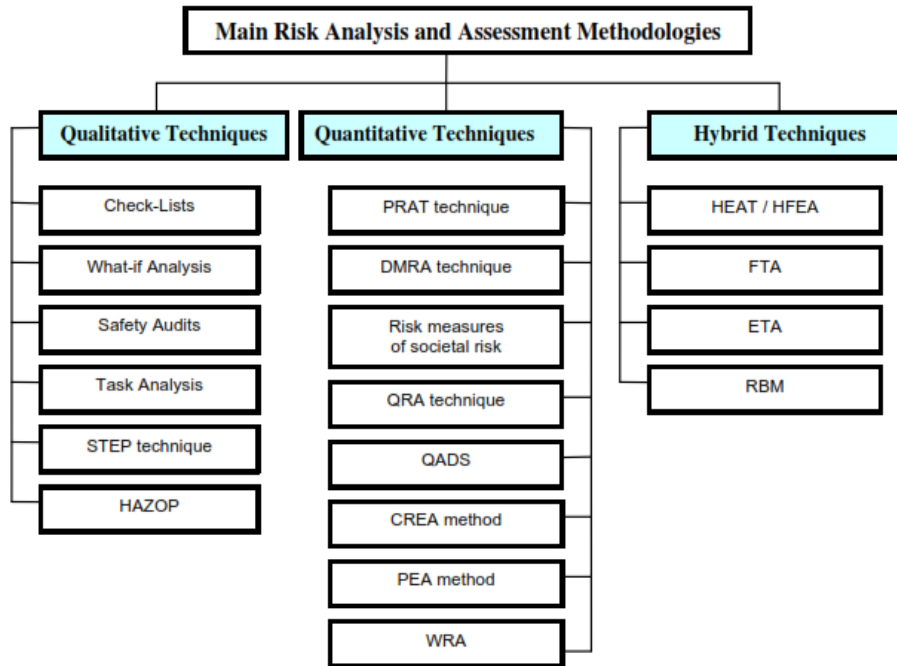 Main Risk Analysis and Assessment Methodologies
Qualitative Techniques
Check-Lists
What-if Analysis
Safety Audits
Task Analysis
STEP technique
HAZOP
Quantitative Techniques
PRAT technique
DMRA technique
Risk measures
of societal risk
QRA technique
QADS
CREA method
PEA method
WRA
Hybrid Techniques
HEAT / HFEA
FTA
ETA
RBM